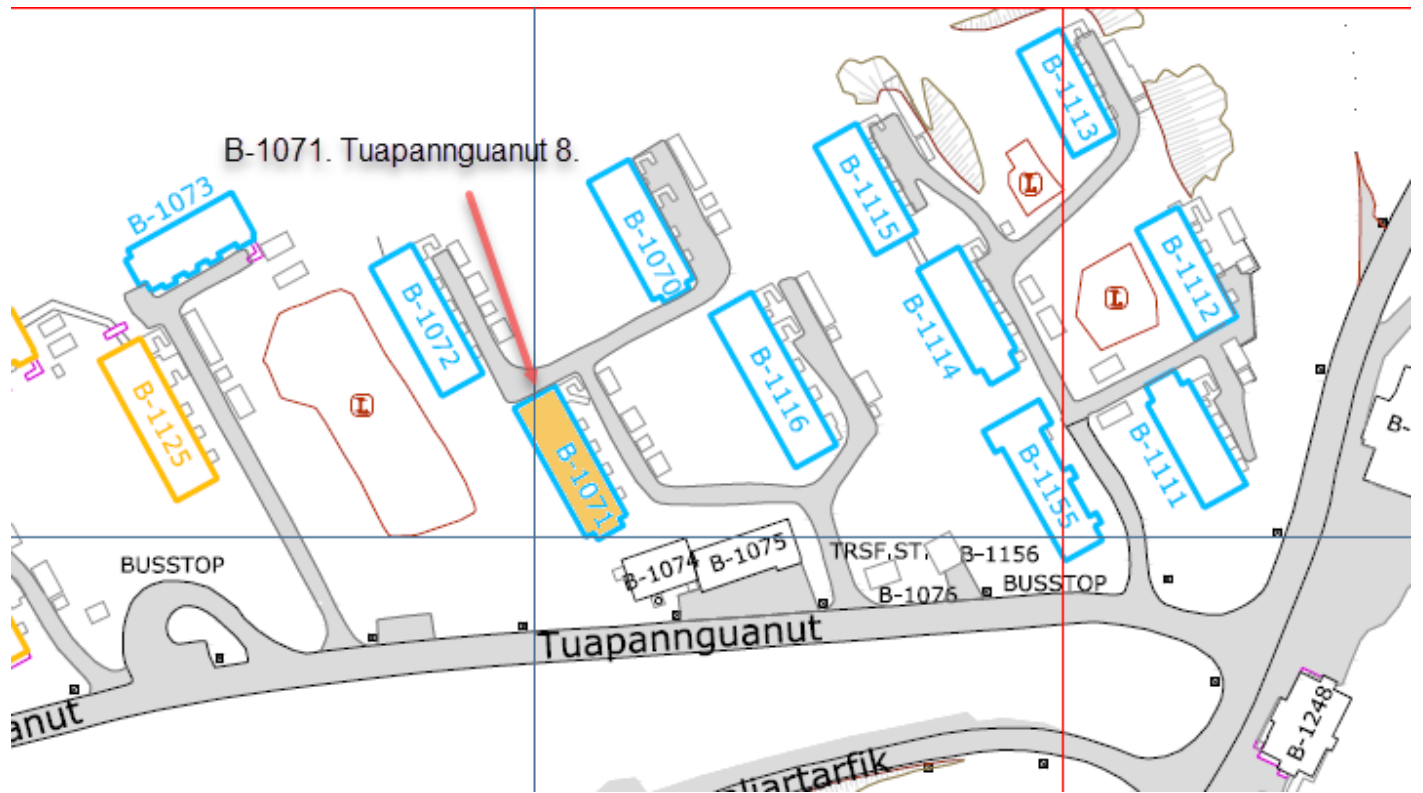 B-1071. Tuapannguanut 8.
B-1073
B-1113
B-1115
B-1070
B-1072
B-1112
B-1114
B-1116
B-1125
B-1071
B-1155
B-1111
L
L
L
B-
BUSSTOP
B-1074
B-1075
TRSF.ST.
B-1156
B-1076
BUSSTOP
Tuapannguanut
anut
B-1248